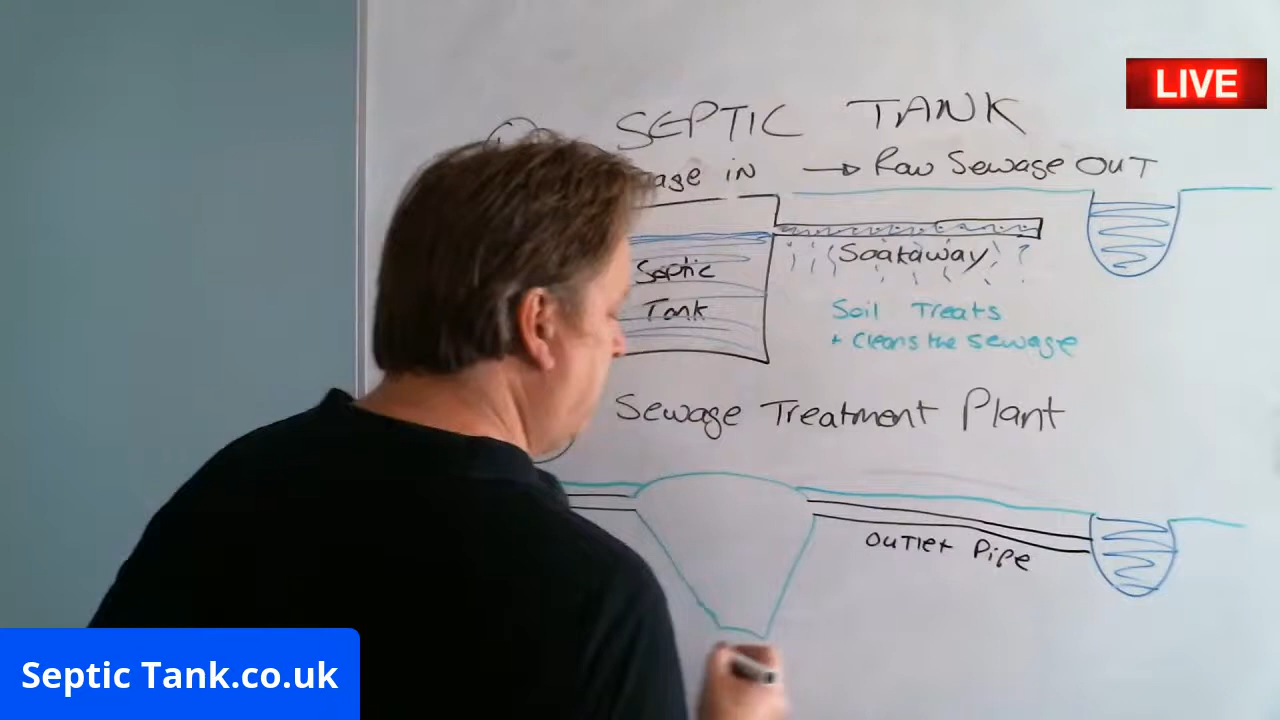 LIVE
SEPTIC TANK
age IN → Raw Sewage OUT
Septic
Tank
Soakaway
Soil Treats
+ Cleans the sewage
Sewage Treatment Plant
OUTLET Pipe
Septic Tank.co.uk